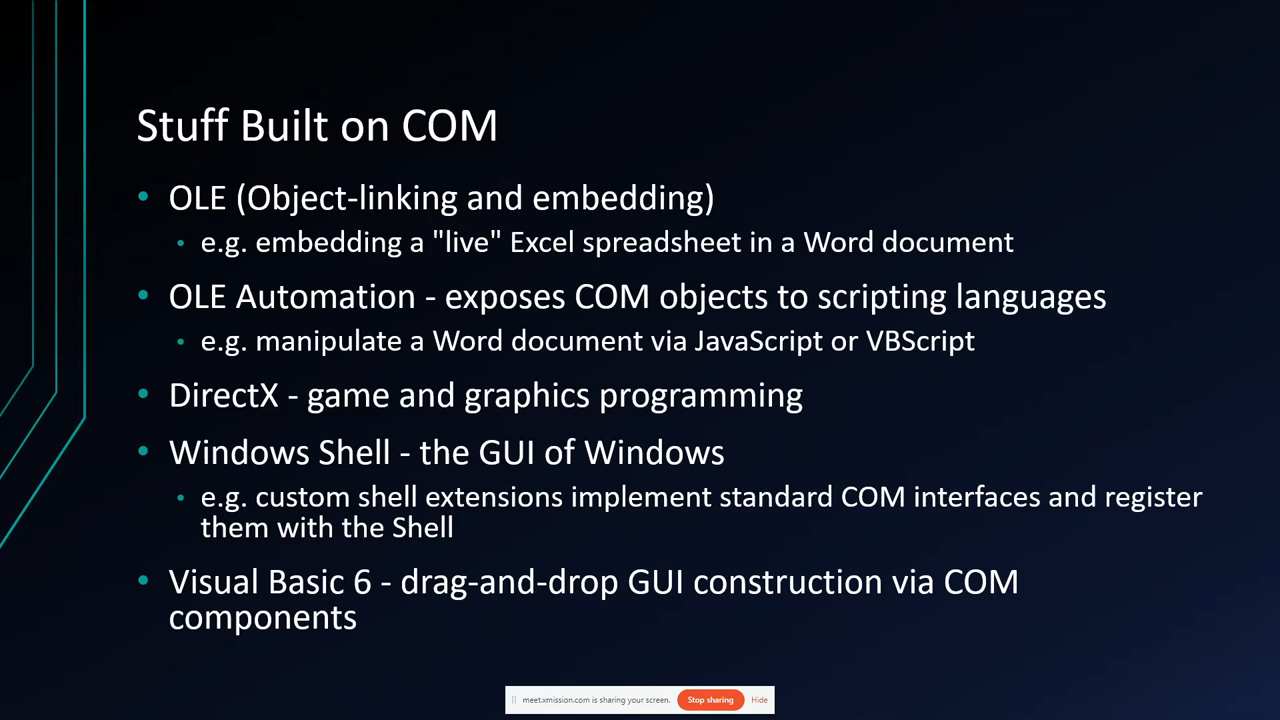 Stuff Built on COM
• OLE (Object-linking and embedding)
• e.g. embedding a "live" Excel spreadsheet in a Word document
• OLE Automation - exposes COM objects to scripting languages
• e.g. manipulate a Word document via JavaScript or VBScript
• DirectX - game and graphics programming
• Windows Shell - the GUI of Windows
• e.g. custom shell extensions implement standard COM interfaces and register
them with the Shell
• Visual Basic 6 - drag-and-drop GUI construction via COM
components
meet.xmission.com is sharing your screen. Stop sharing Hide